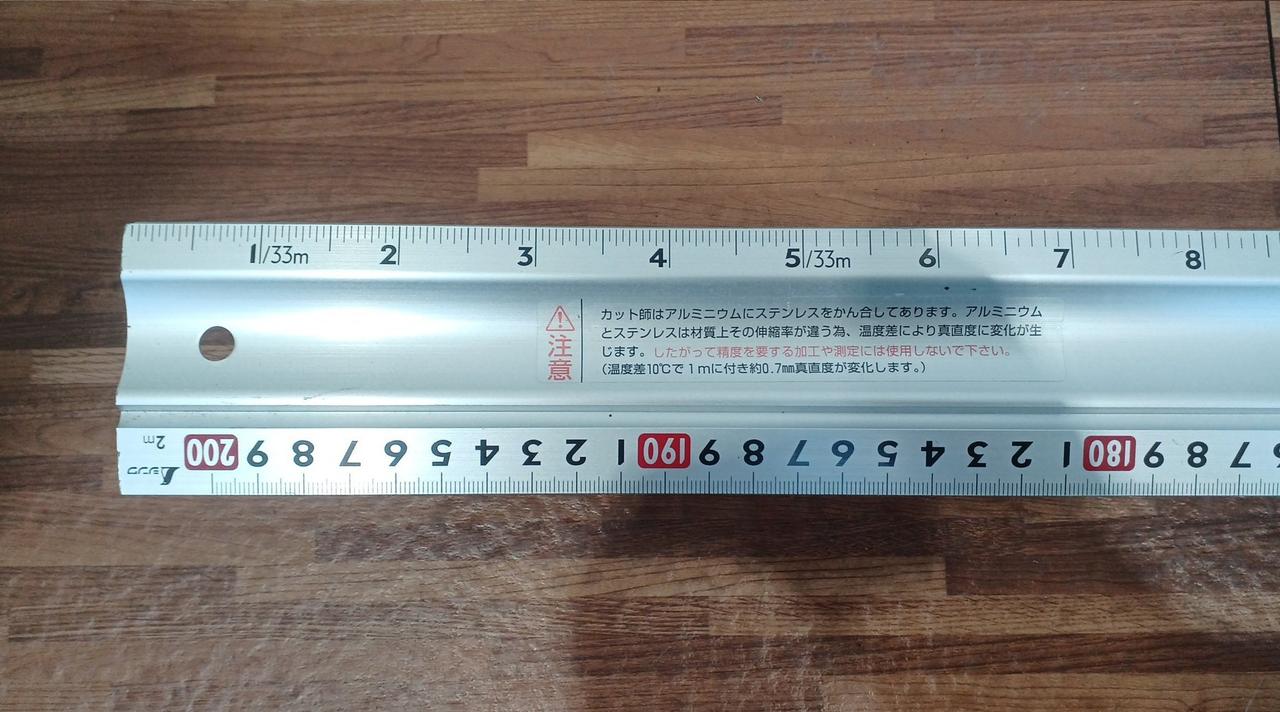 1/33m 2 3 4 5/33m 6 7 8
注意
カット師はアルミニウムにステンレスをかん合してあります。アルミニウム
とステンレスは材質上その伸縮率が違う為、温度差により真直度に変化が生
じます。したがって精度を要する加工や測定には使用しないで下さい。
(温度差10℃で1mに付き約0.7㎜真直度が変化します。)
シンワ 2m 200 9 8 7 6 5 4 3 2 1 190 9 8 7 6 5 4 3 2 1 180 9 8 7